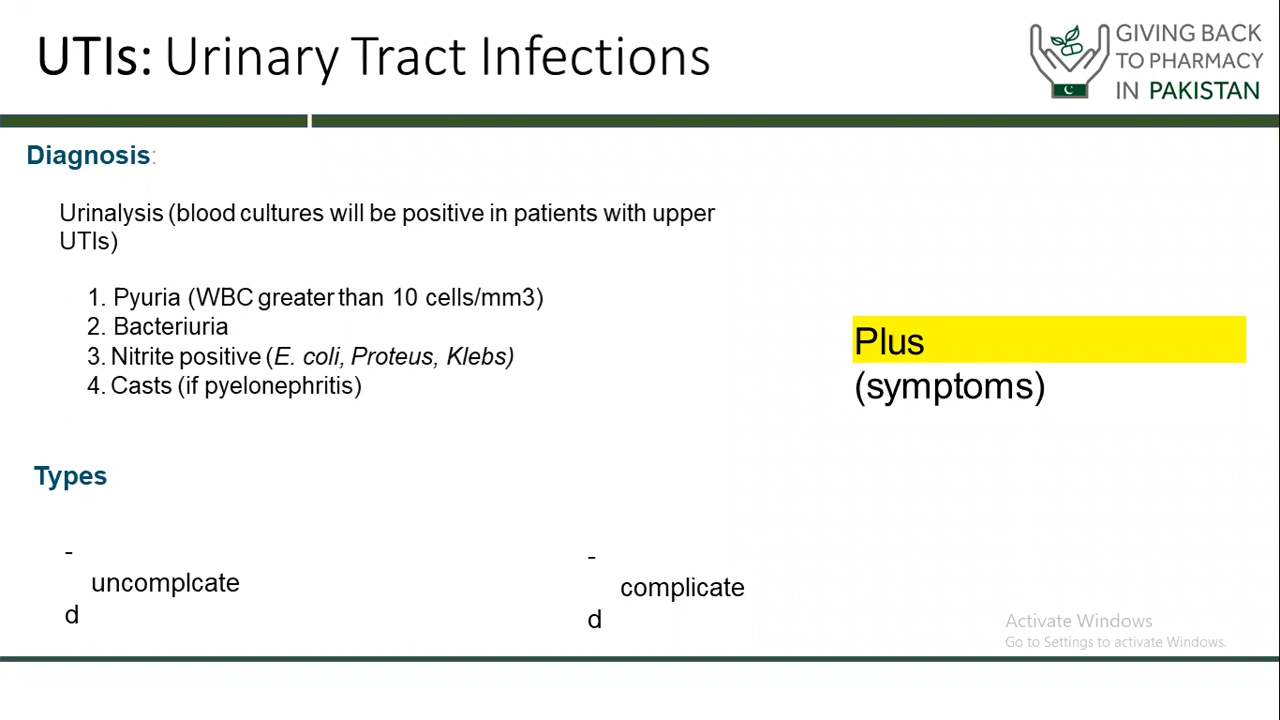 UTIs: Urinary Tract Infections
GIVING BACK
TO PHARMACY
IN PAKISTAN
Diagnosis:
Urinalysis (blood cultures will be positive in patients with upper
UTIs)
1. Pyuria (WBC greater than 10 cells/mm3)
2. Bacteriuria
3. Nitrite positive (E. coli, Proteus, Klebs)
4. Casts (if pyelonephritis)
Plus
(symptoms)
Types
-
uncomplcate
d
-
complicate
d
Activate Windows
Go to Settings to activate Windows.